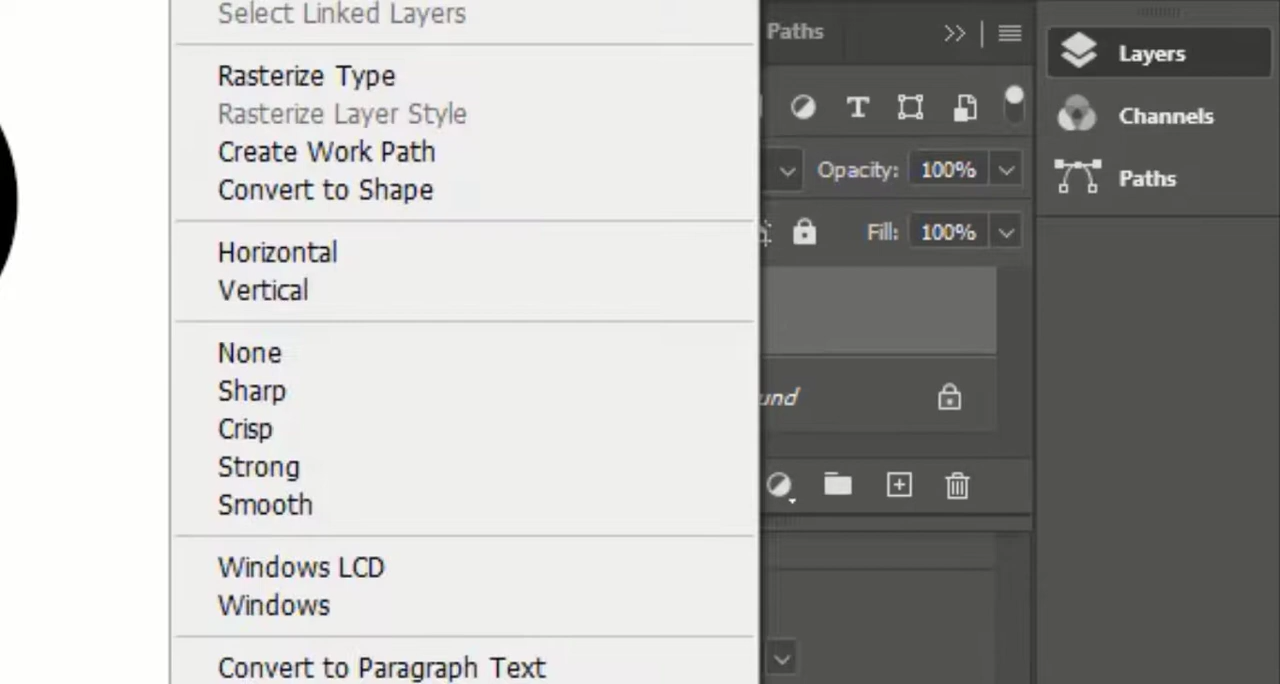 Select Linked Layers
Rasterize Type
Rasterize Layer Style
Create Work Path
Convert to Shape
Horizontal
Vertical
None
Sharp
Crisp
Strong
Smooth
Windows LCD
Windows
Convert to Paragraph Text
Paths
Opacity: 100%
Fill: 100%
und
Layers
Channels
Paths